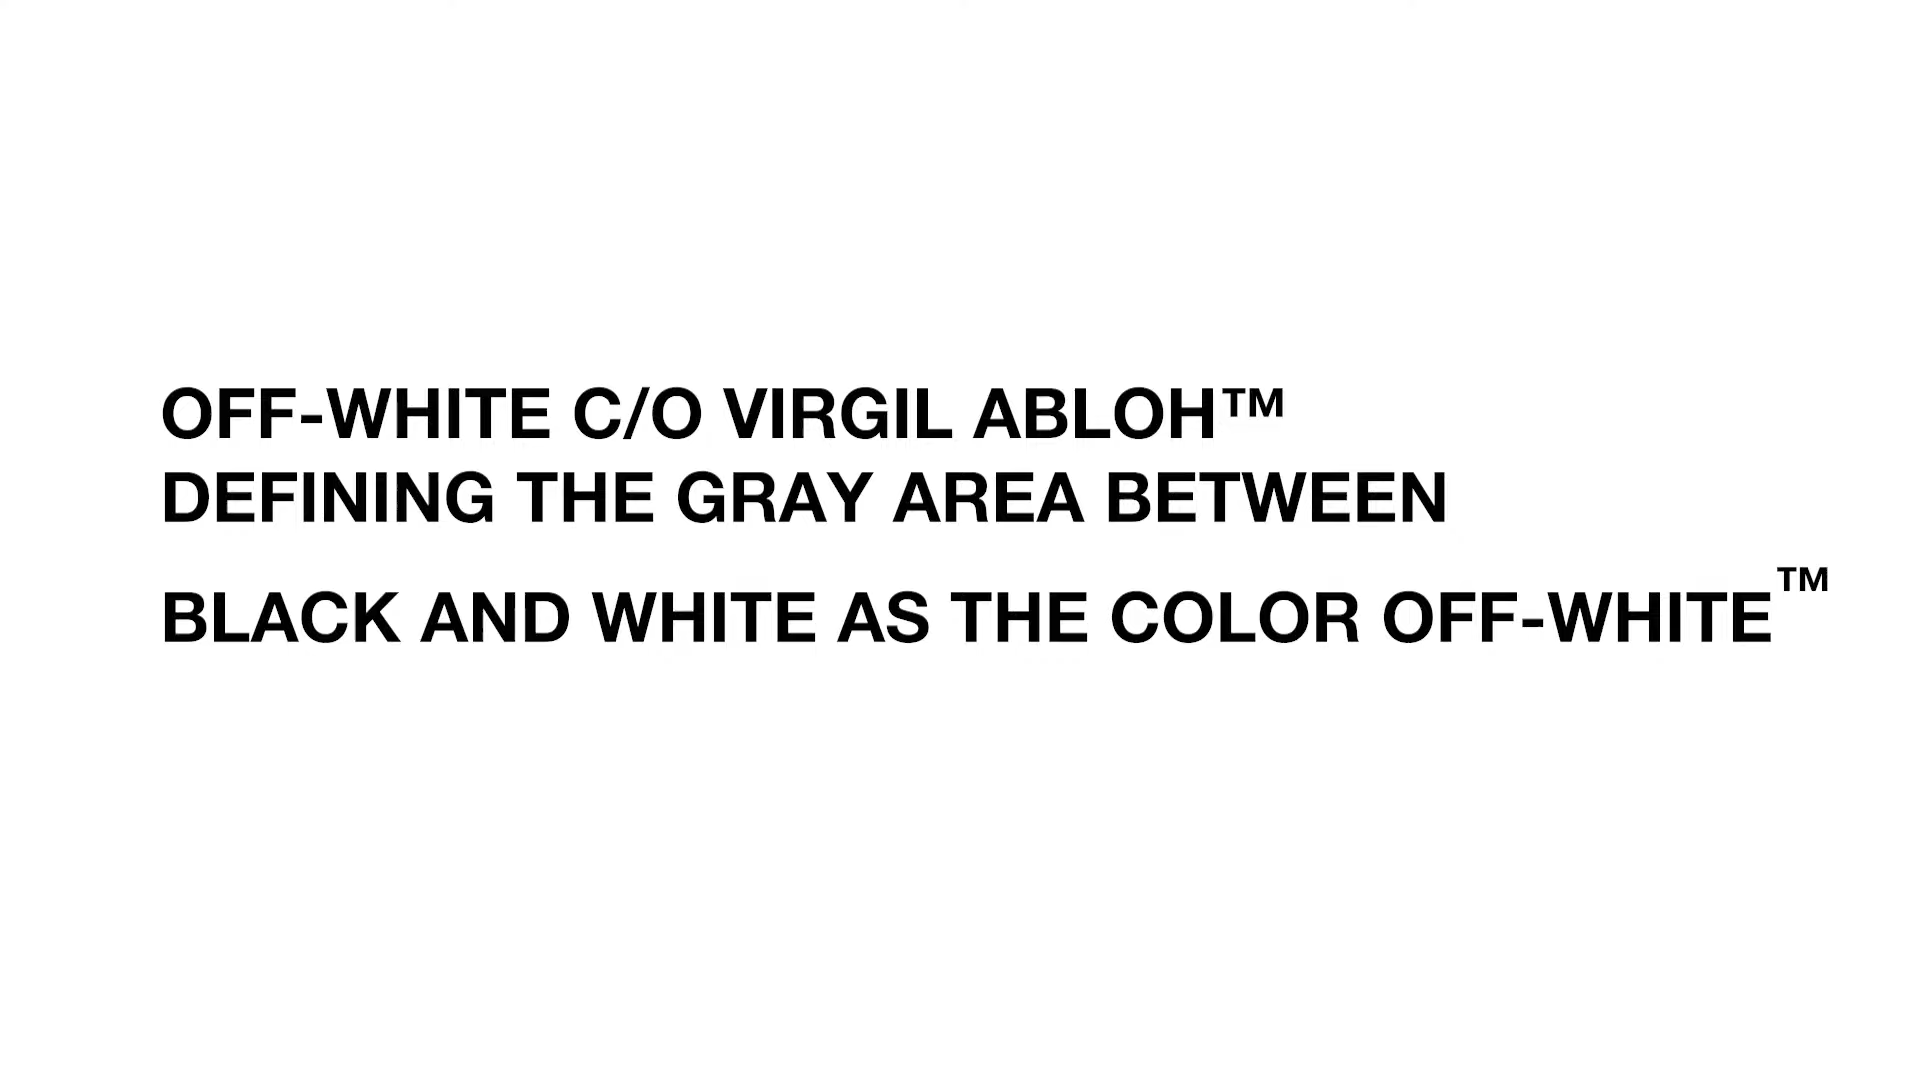 OFF-WHITE C/O VIRGIL ABLOH™
DEFINING THE GRAY AREA BETWEEN
BLACK AND WHITE AS THE COLOR OFF-WHITE™